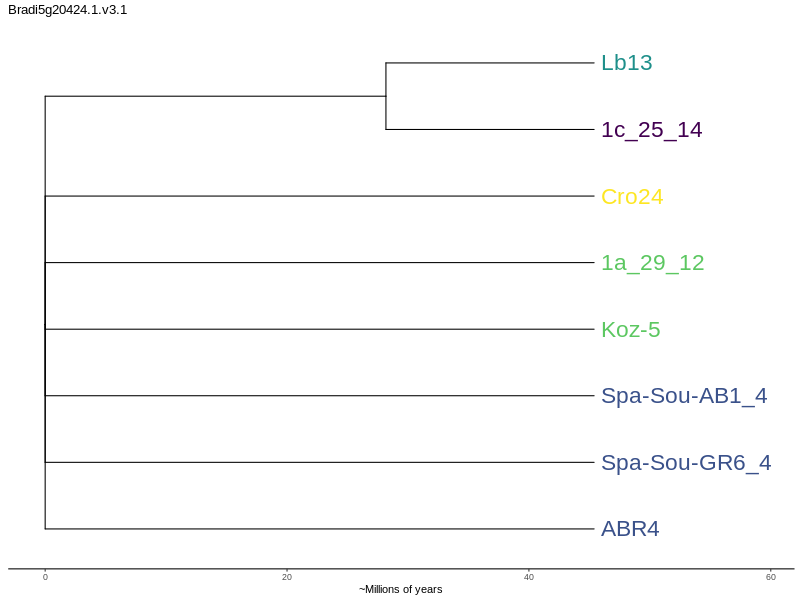 Bradi5g20424.1.v3.1
Lb13
1c_25_14
Cro24
1a_29_12
Koz-5
Spa-Sou-AB1_4
Spa-Sou-GR6_4
ABR4
0 20 40 60
~Millions of years